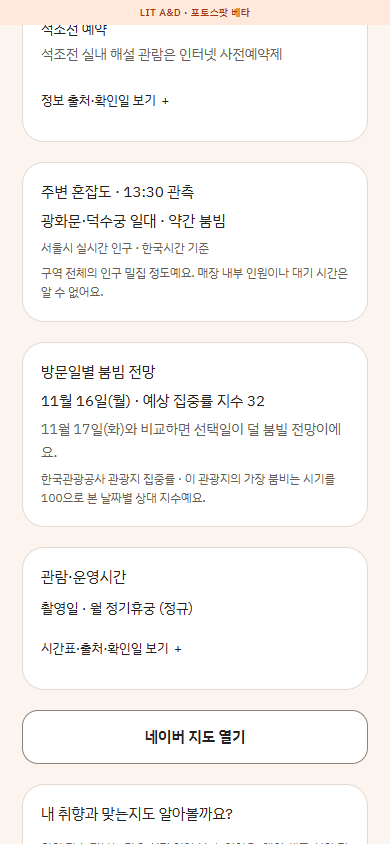 LIT A&D · 포토스팟 베타
석조전 예약
석조전 실내 해설 관람은 인터넷 사전예약제
정보 출처·확인일 보기 +
주변 혼잡도 · 13:30 관측
광화문·덕수궁 일대 · 약간 붐빔
서울시 실시간 인구 · 한국시간 기준
구역 전체의 인구 밀집 정도예요. 매장 내부 인원이나 대기 시간은
알 수 없어요.
방문일별 붐빔 전망
11월 16일(월) · 예상 집중률 지수 32
11월 17일(화)와 비교하면 선택일이 덜 붐빌 전망이에
요.
한국관광공사 관광지 집중률 · 이 관광지의 가장 붐비는 시기를
100으로 본 날짜별 상대 지수예요.
관람·운영시간
촬영일 · 월 정기휴궁 (정규)
시간표·출처·확인일 보기 +
네이버 지도 열기
내 취향과 맞는지도 알아볼까요?